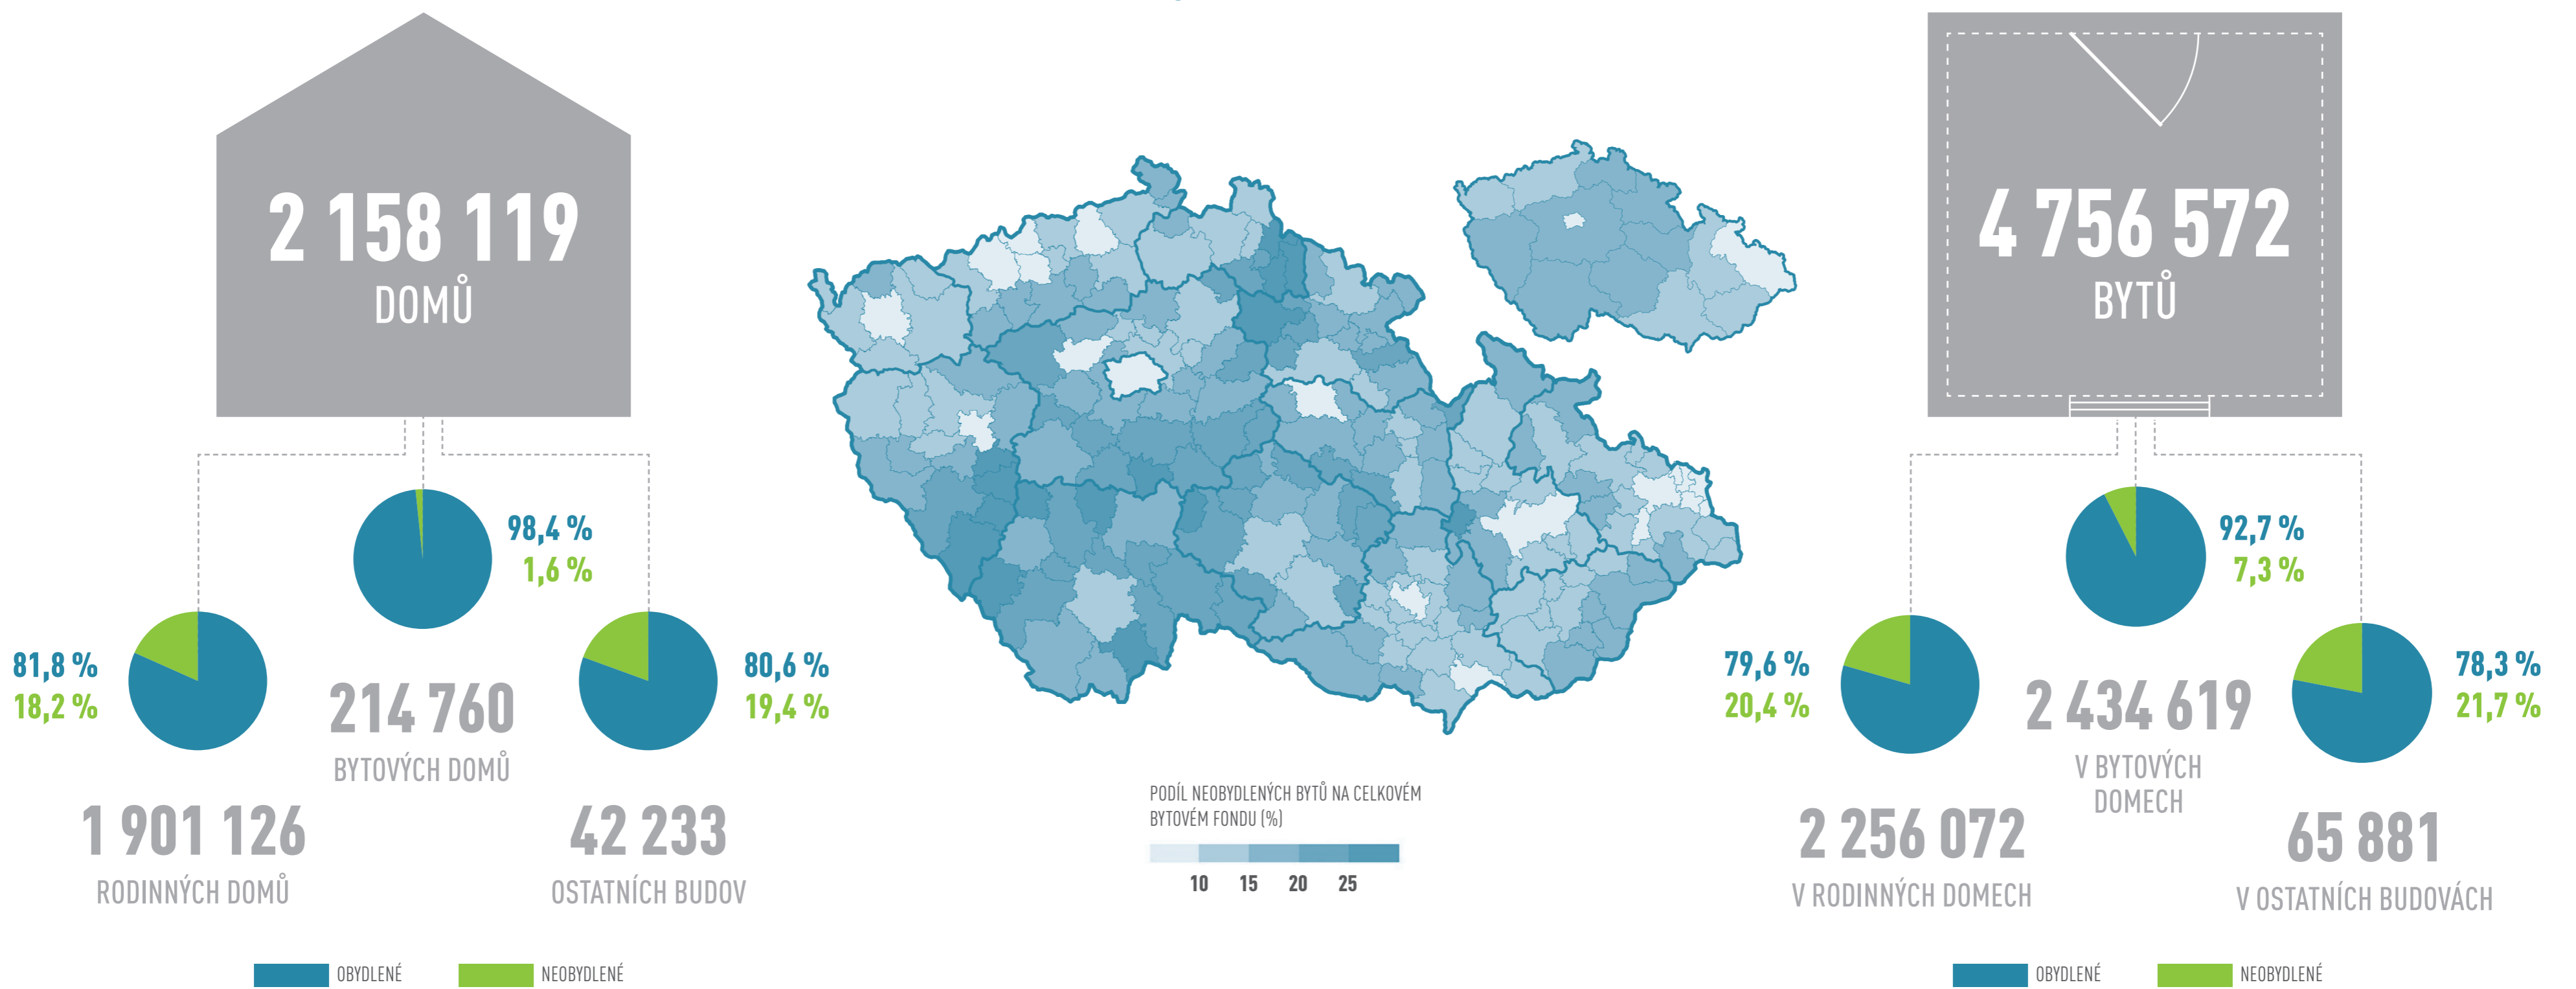 2 158 119
DOMŮ
98,4 %
1,6 %
81,8 %
18,2 %
80,6 %
19,4 %
214 760
BYTOVÝCH DOMŮ
1 901 126
RODINNÝCH DOMŮ
42 233
OSTATNÍCH BUDOV
OBYDLENÉ
NEOBYDLENÉ
PODÍL NEOBYDLENÝCH BYTŮ NA CELKOVÉM
BYTOVÉM FONDU (%)
10 15 20 25
4 756 572
BYTŮ
92,7 %
7,3 %
79,6 %
20,4 %
78,3 %
21,7 %
2 434 619
V BYTOVÝCH
DOMECH
2 256 072
V RODINNÝCH DOMECH
65 881
V OSTATNÍCH BUDOVÁCH
OBYDLENÉ
NEOBYDLENÉ